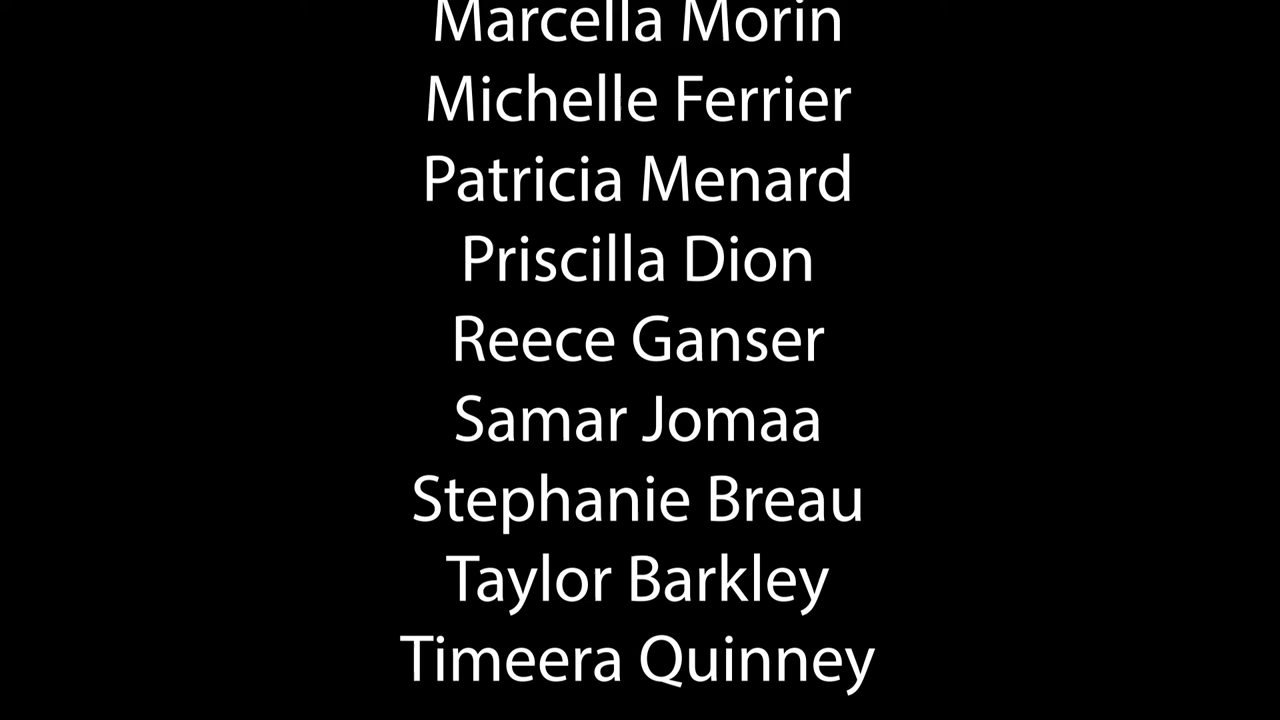 Marcella Morin
Michelle Ferrier
Patricia Menard
Priscilla Dion
Reece Ganser
Samar Jomaa
Stephanie Breau
Taylor Barkley
Timeera Quinney